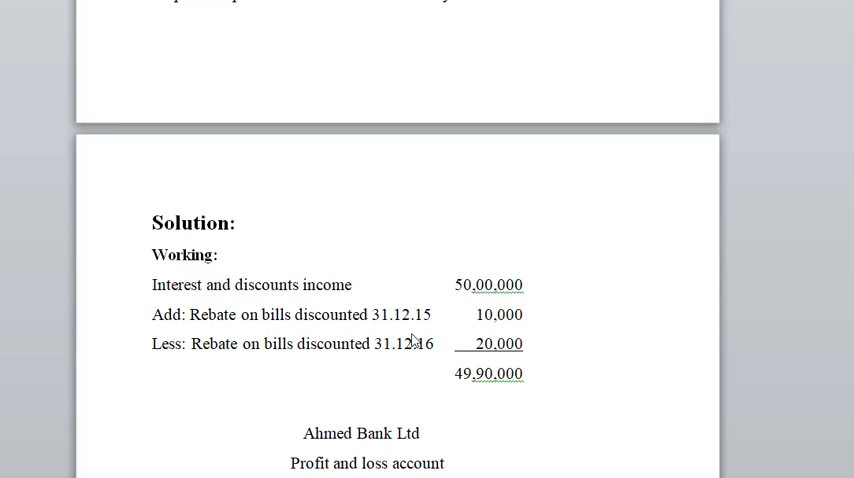 Solution:
Working:
Interest and discounts income 50,00,000
Add: Rebate on bills discounted 31.12.15 10,000
Less: Rebate on bills discounted 31.12.16 20,000
49,90,000
Ahmed Bank Ltd
Profit and loss account